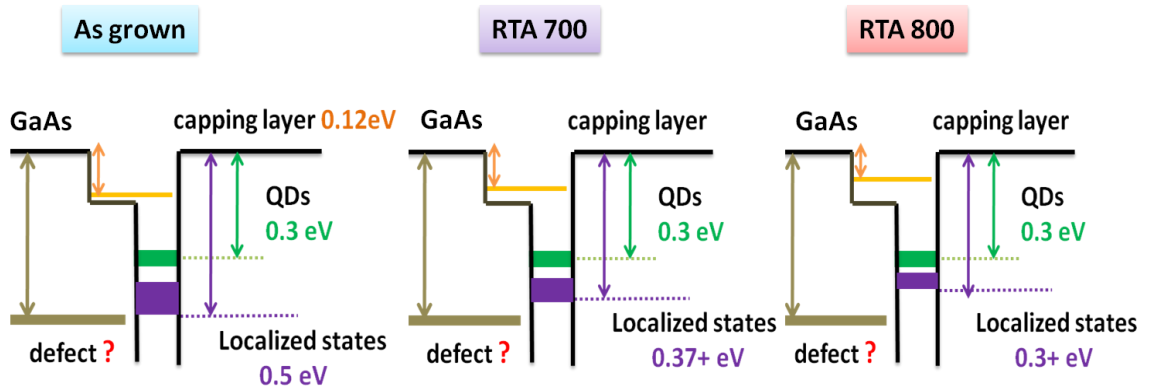 As grown
RTA 700
RTA 800
GaAs
capping layer 0.12eV
QDs
0.3 eV
defect ?
Localized states
0.5 eV
GaAs
capping layer
QDs
0.3 eV
defect ?
Localized states
0.37+ eV
GaAs
capping layer
QDs
0.3 eV
defect ?
Localized states
0.3+ eV